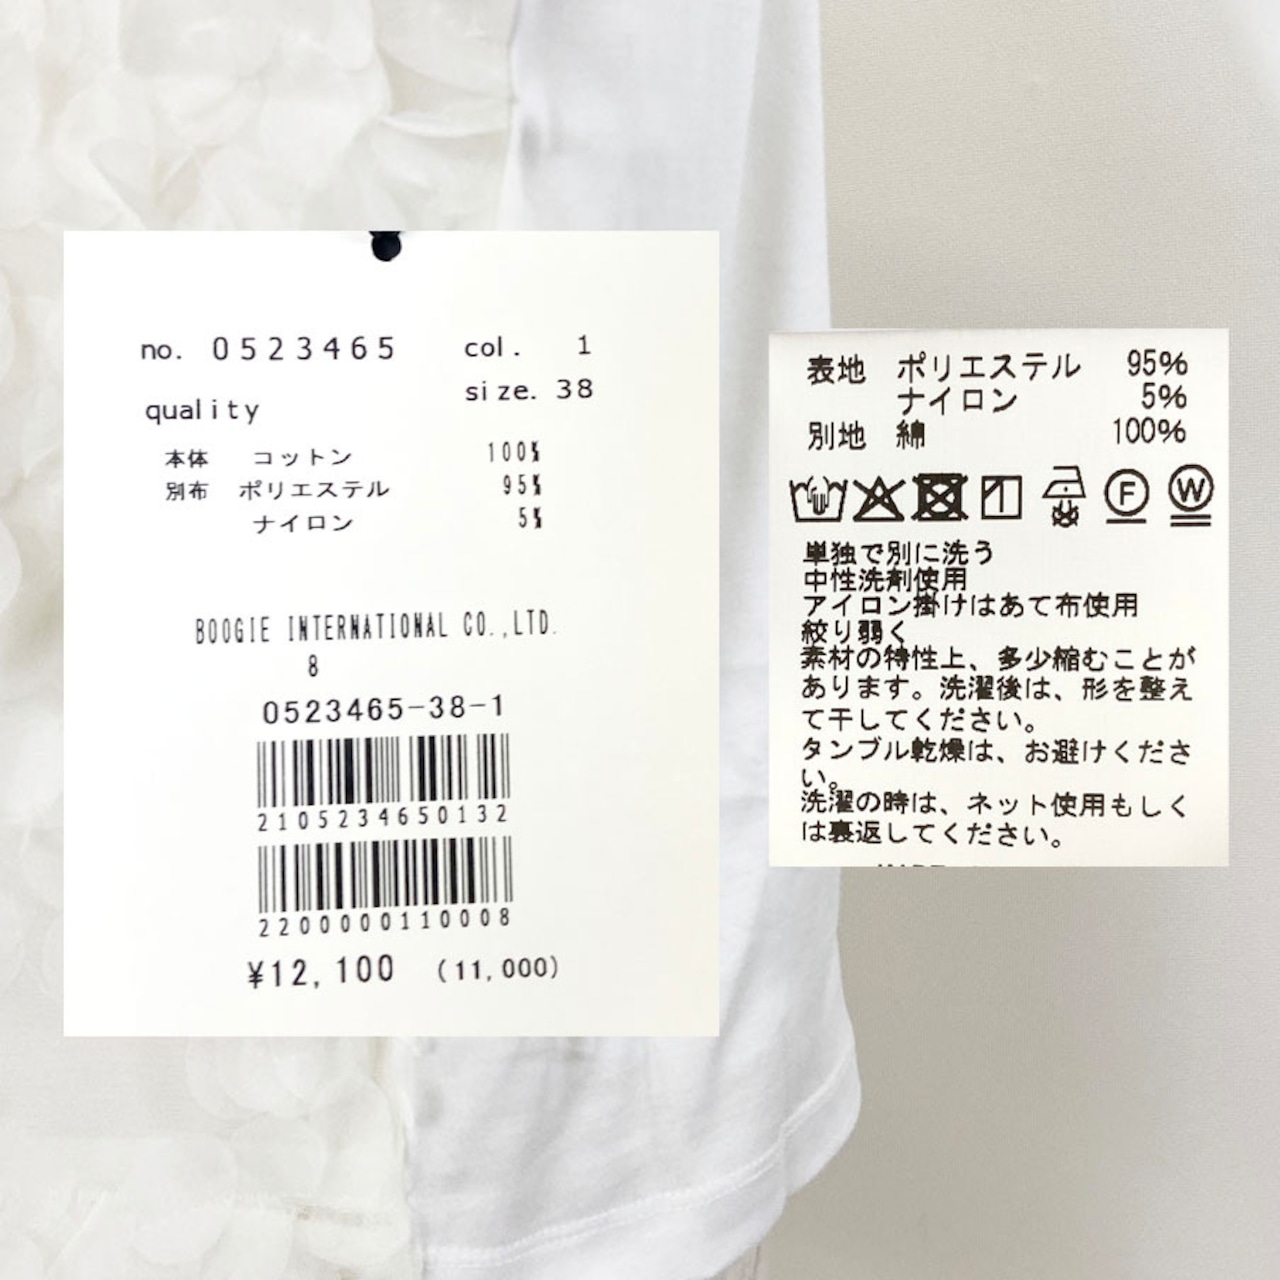 no. 0523465 col. 1
size. 38
quality
本体 コットン 100%
別布 ポリエステル 95%
ナイロン 5%
BOOGIE INTERNATIONAL CO.,LTD.
8
0523465-38-1
2105234650132
2200000110008
¥12,100 (11,000)
表地 ポリエステル 95%
ナイロン 5%
別地 綿 100%
F W
単独で別に洗う
中性洗剤使用
アイロン掛けはあて布使用
絞り弱く
素材の特性上、多少縮むことが
あります。洗濯後は、形を整え
て干してください。
タンブル乾燥は、お避けくださ
い。
洗濯の時は、ネット使用もしく
は裏返してください。